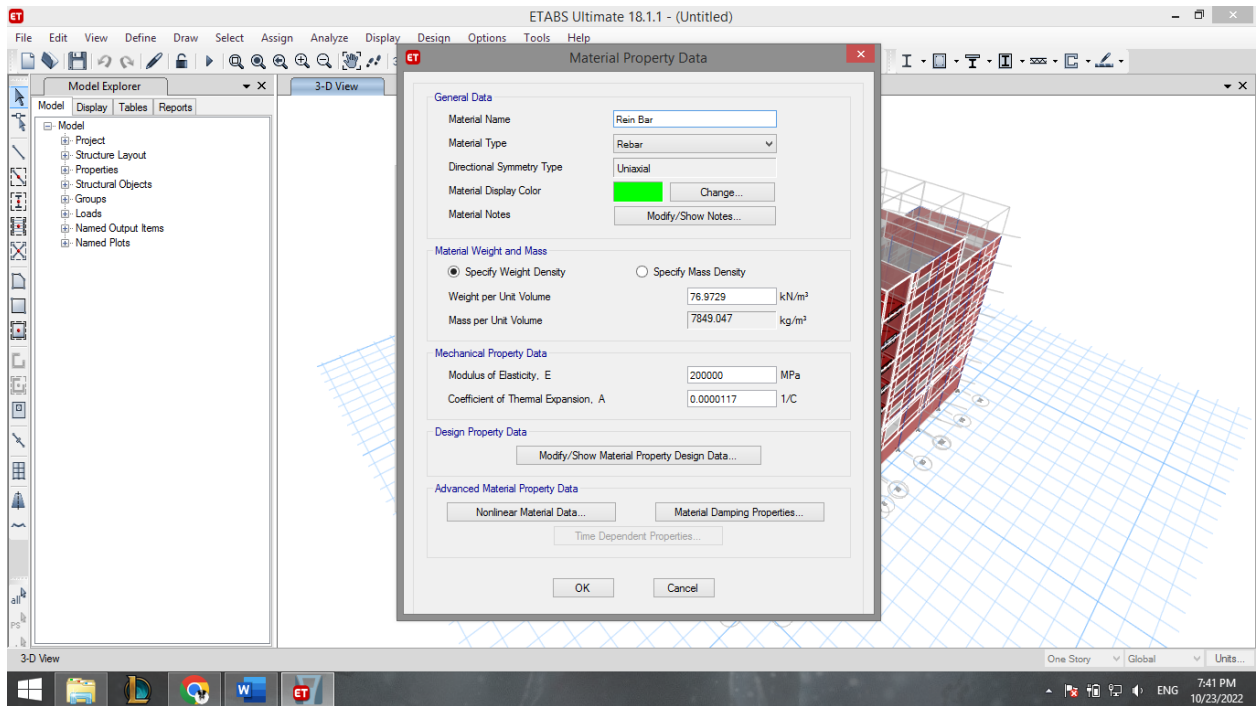 ETABS Ultimate 18.1.1 - (Untitled)
File Edit View Define Draw Select Assign Analyze Display Design Options Tools Help
Model Explorer
3-D View
Model Display Tables Reports
Model
Project
Structure Layout
Properties
Structural Objects
Groups
Loads
Named Output Items
Named Plots
all
PS
ET
Material Property Data
General Data
Material Name Rein Bar
Material Type Rebar
Directional Symmetry Type Uniaxial
Material Display Color Change...
Material Notes Modify/Show Notes...
Material Weight and Mass
Specify Weight Density Specify Mass Density
Weight per Unit Volume 76.9729 kN/m³
Mass per Unit Volume 7849.047 kg/m³
Mechanical Property Data
Modulus of Elasticity, E 200000 MPa
Coefficient of Thermal Expansion, A 0.0000117 1/C
Design Property Data
Modify/Show Material Property Design Data...
Advanced Material Property Data
Nonlinear Material Data... Material Damping Properties...
Time Dependent Properties...
OK Cancel
3-D View One Story Global Units...
W ET ENG 7:41 PM
10/23/2022